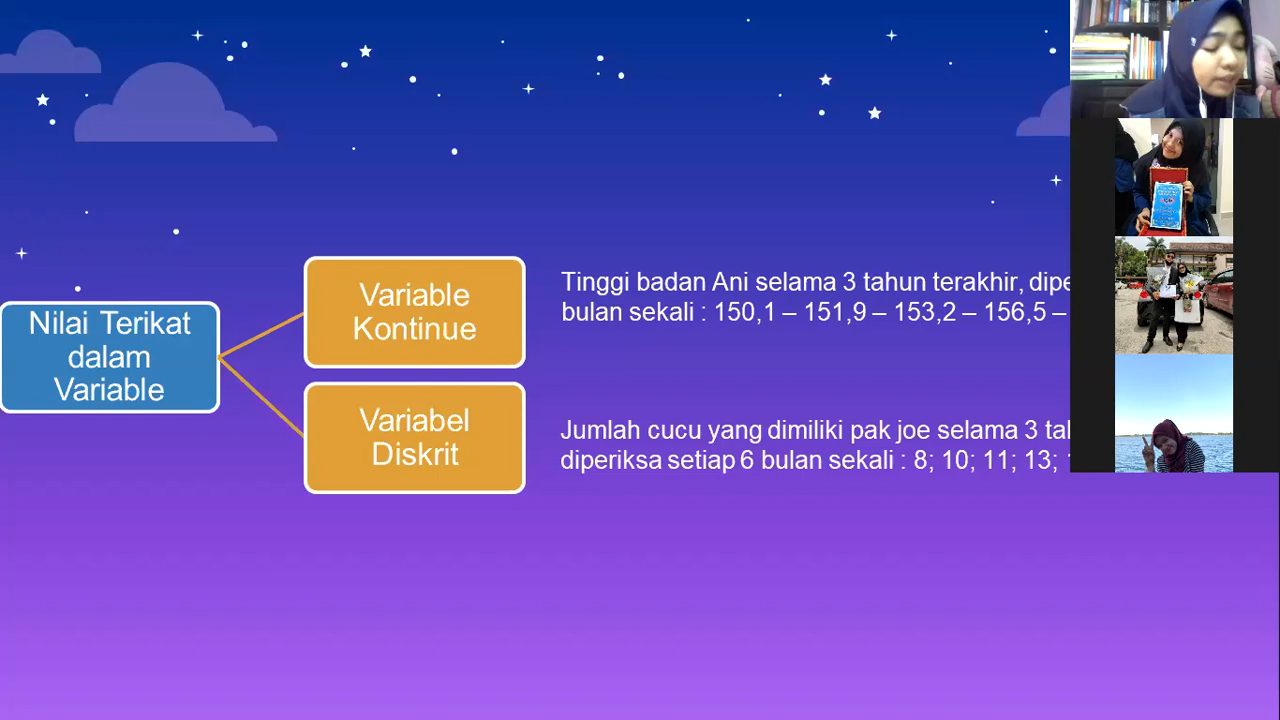 Nilai Terikat
dalam
Variable
Variable
Kontinue
Tinggi badan Ani selama 3 tahun terakhir,
bulan sekali : 150,1 – 151,9 – 153,2 – 156,5 –
Variabel
Diskrit
Jumlah cucu yang dimiliki pak joe selama 3
diperiksa setiap 6 bulan sekali : 8; 10; 11; 13;